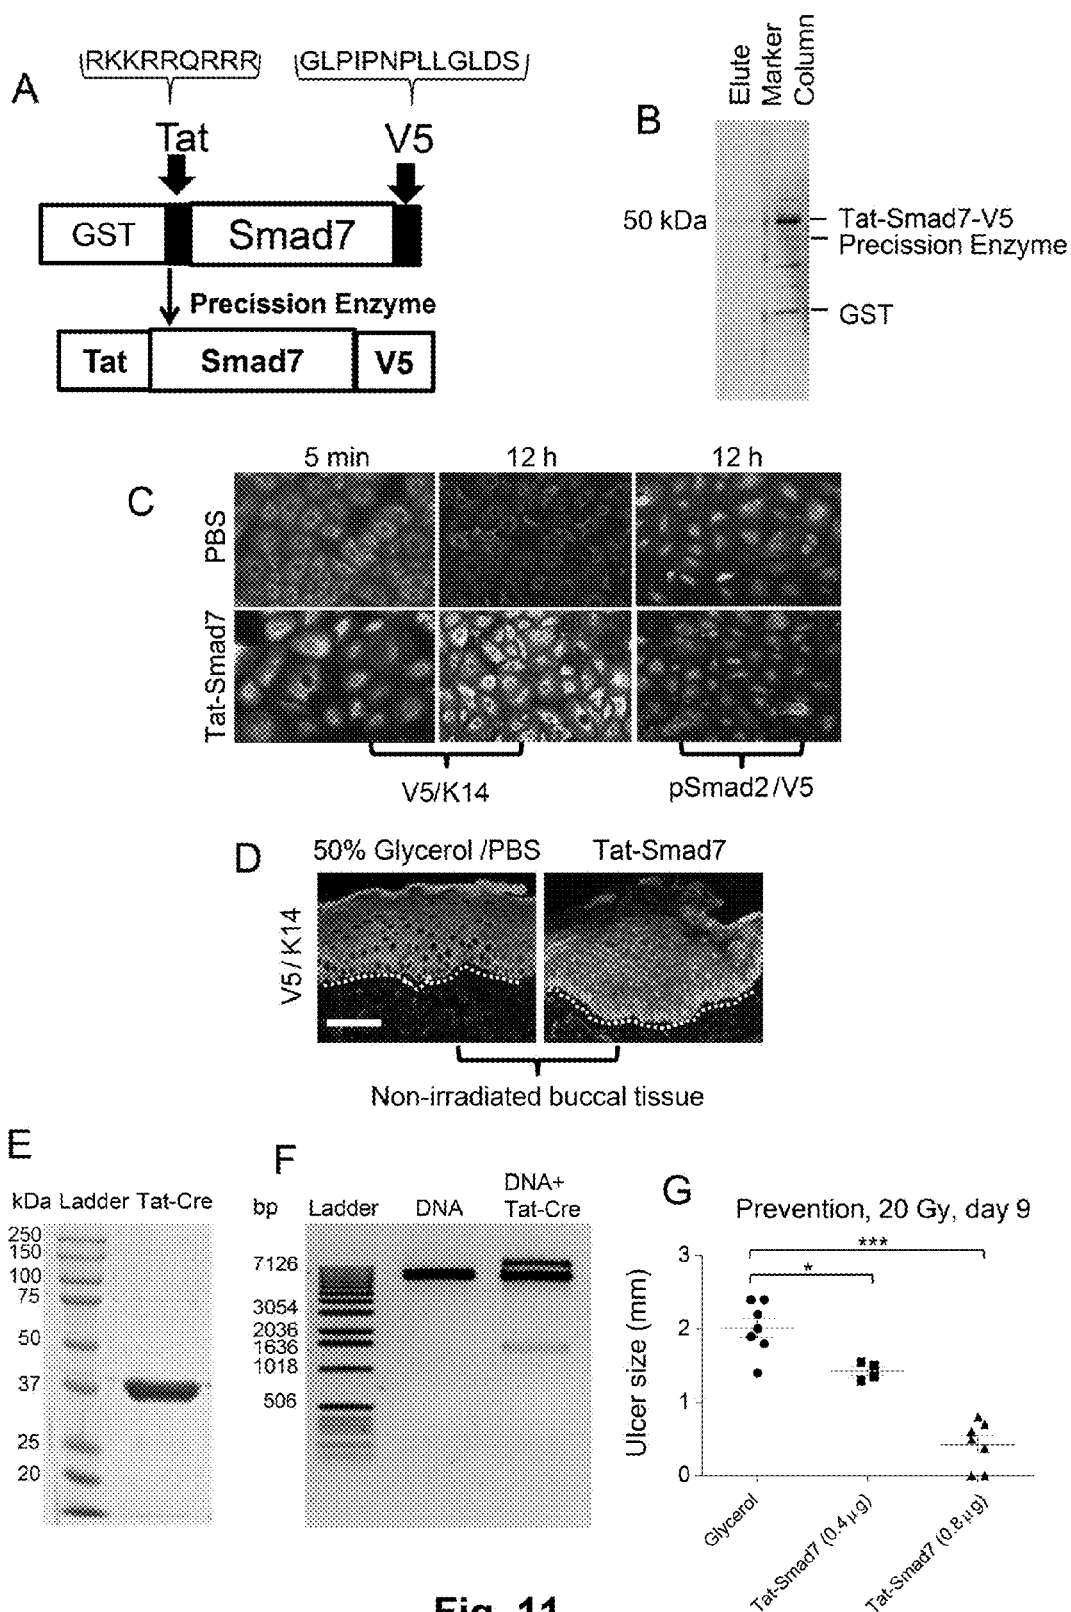 A
RKKRRQRRR
GLPIPNPLLGLDS
Tat
V5
GST
Smad7
Precission Enzyme
Tat
Smad7
V5
B
Elute
Marker
Column
50 kDa
Tat-Smad7-V5
Precission Enzyme
GST
C
5 min
12 h
12 h
PBS
Tat-Smad7
V5/K14
pSmad2/V5
D
50% Glycerol /PBS
Tat-Smad7
V5/K14
Non-irradiated buccal tissue
E
kDa Ladder Tat-Cre
250
150
100
75
50
37
25
20
F
bp
Ladder
DNA
DNA+
Tat-Cre
7126
3054
2036
1636
1018
506
G
Prevention, 20 Gy, day 9
***
*
Ulcer size (mm)
3
2
1
0
Glycerol
Tat-Smad7 (0.4 µg)
Tat-Smad7 (0.8 µg)
Fig. 11